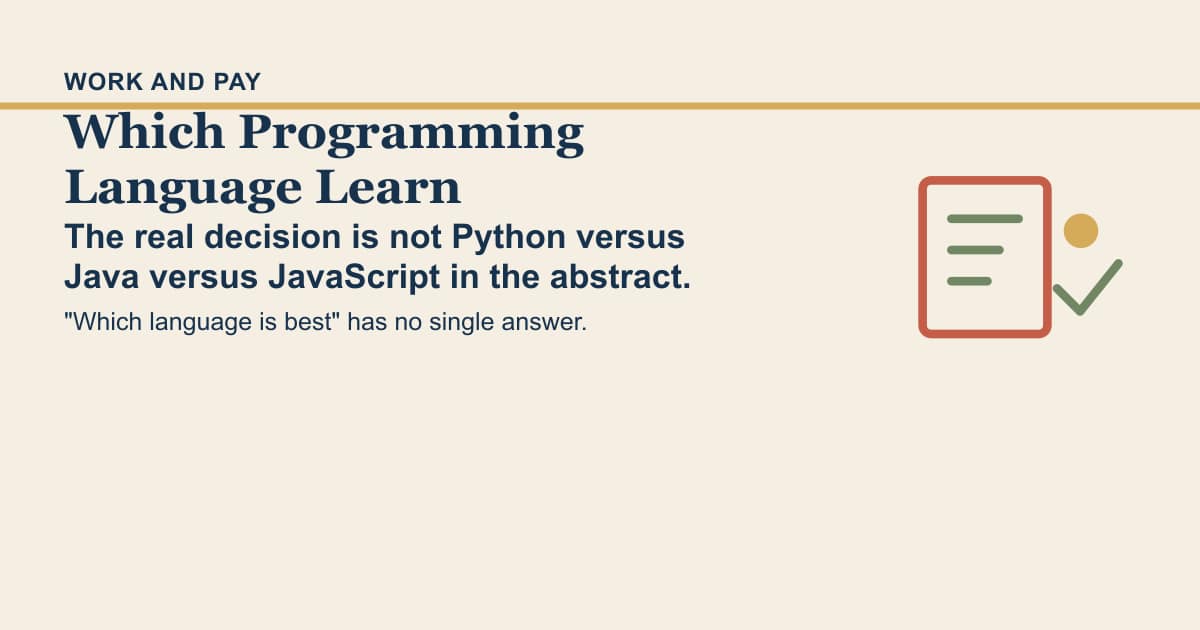 WORK AND PAY
Which Programming
Language Learn
The real decision is not Python versus
Java versus JavaScript in the abstract.
"Which language is best" has no single answer.